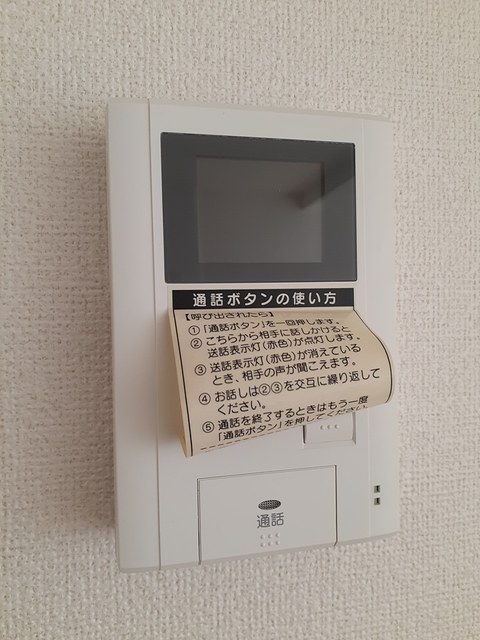 通話ボタンの使い方
【呼び出されたら】
①「通話ボタン」を一回押します。
② こちらから相手に話しかけると
送話表示灯(赤色)が点灯します。
③ 送話表示灯(赤色)が消えている
とき、相手の声が聞こえます。
④ お話しは②③を交互に繰り返して
ください。
⑤ 通話を終了するときはもう一度
「通話ボタン」を押してください
通話